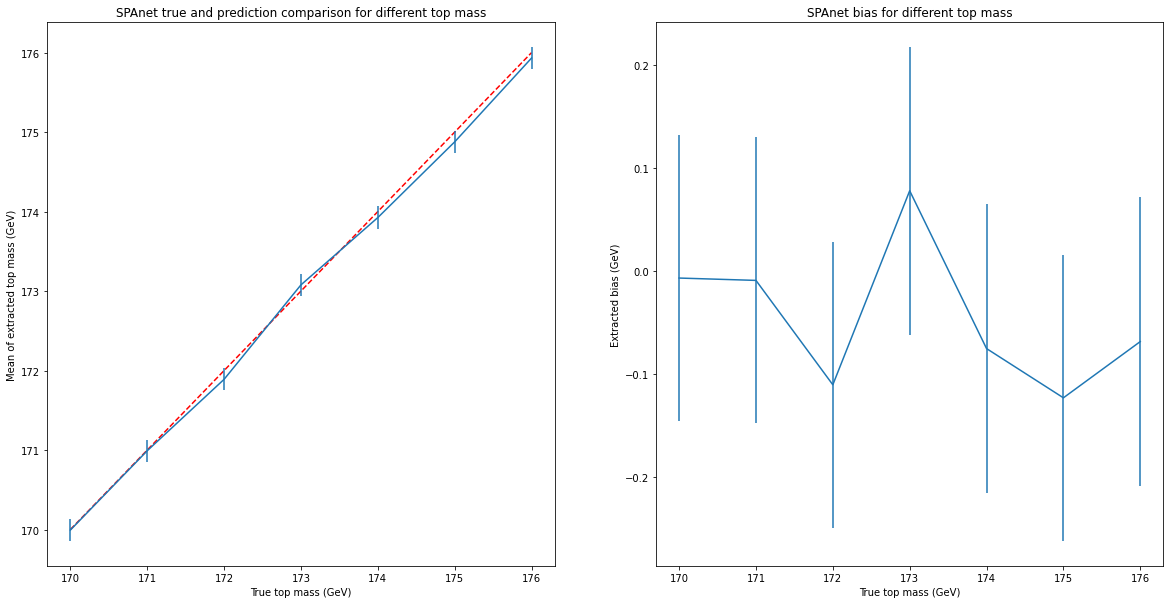 SPAnet true and prediction comparison for different top mass
Mean of extracted top mass (GeV)
176
175
174
173
172
171
170
170 171 172 173 174 175 176
True top mass (GeV)
SPAnet bias for different top mass
Extracted bias (GeV)
0.2
0.1
0.0
−0.1
−0.2
170 171 172 173 174 175 176
True top mass (GeV)